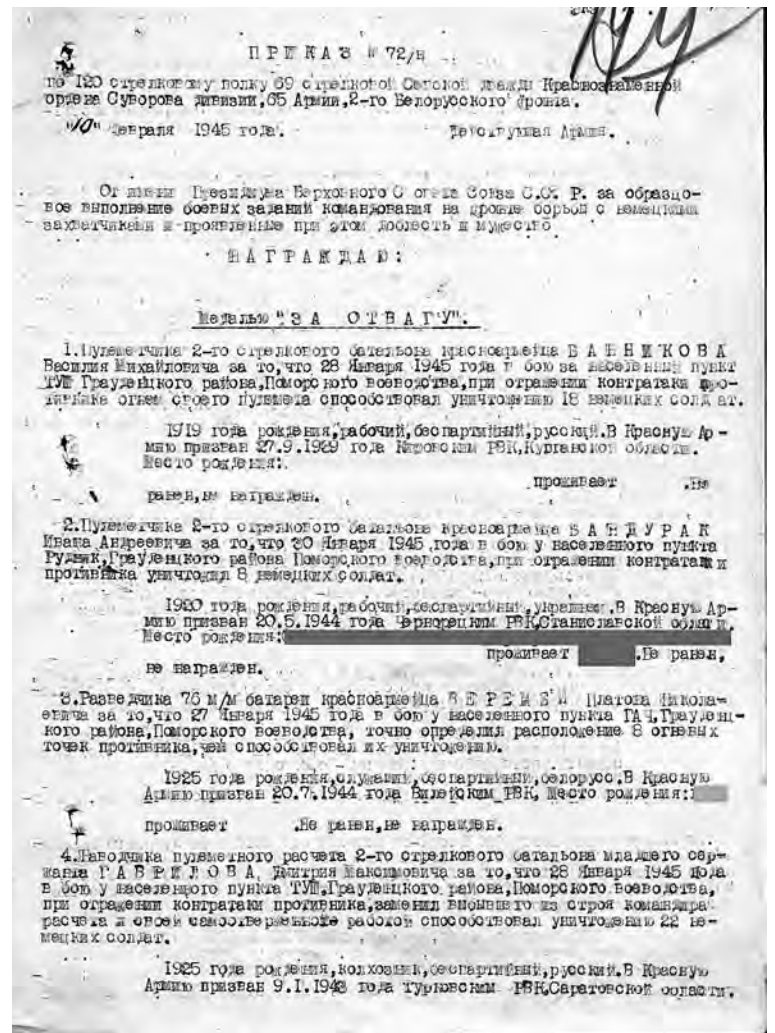 ПРИКАЗ № 72/н
по 120 стрелковому полку 69 стрелковой Севской дважды Краснознаменной
ордена Суворова дивизии,65 Армии,2-го Белорусского фронта.
"10" февраля 1945 года. Действующая Армия.
От имени Президиума Верховного Совета Союза С.С. Р. за образцо-
вое выполнение боевых заданий командования на фронте борьбы с немецкими
захватчиками и проявленные при этом доблесть и мужество
НАГРАЖДАЮ:
Медалью "ЗА ОТВАГУ".
1.Пулеметчика 2-го стрелкового батальона красноармейца БАННИКОВА
Василия Михайловича за то,что 28 Января 1945 года в бою за населенный пункт
ТУШ Грауденцкого района,Поморского воеводства,при отражении контратаки про-
тивника огнем своего пулемета способствовал уничтожению 18 немецких солдат.
1919 года рождения,рабочий,беспартийный,русский.В Красную Ар-
мию призван 27.9.1929 года Кировским РВК,Курганской области.
Место рождения:
проживает .Не
ранен,не награжден.
2.Пулеметчика 2-го стрелкового батальона красноармейца БАНДУРАК
Ивана Андреевича за то,что 30 Января 1945 года в бою у населенного пункта
Рудник,Грауденцкого района Поморского воеводства,при отражении контратаки
противника уничтожил 8 немецких солдат.
1920 года рождения,рабочий,беспартийный,украинец.В Красную Ар-
мию призван 20.5.1944 года РВК,Станиславской области.
Место рождения:
проживает .Не ранен,
не награжден.
3.Разведчика 76 м/м батареи красноармейца ВЕРЕМЕЙ Платона Никола-
евича за то,что 27 Января 1945 года в бою у населенного пункта ГАЧ,Грауденц-
кого района,Поморского воеводства, точно определил расположение 8 огневых
точек противника,чем способствовал их уничтожению.
1925 года рождения,служащий,беспартийный,белорусс.В Красную
Армию призван 20.7.1944 года Вилейским РВК, Место рождения:
проживает .Не ранен,не награжден.
4.Наводчика пулеметного расчета 2-го стрелкового батальона младшего сер-
жанта ГАВРИЛОВА, Дмитрия Максимовича за то,что 28 Января 1945 года
в бою у населенного пункта ТУШ,Грауденцкого района,Поморского воеводства,
при отражении контратаки противника,заменил выбывшего из строя командира
расчета и своей самоотверженной работой способствовал уничтожению 22 не-
мецких солдат.
1925 года рождения,колхозник,беспартийный,русский.В Красную
Армию призван 9.I.1943 года Турковским РВК,Саратовской области.